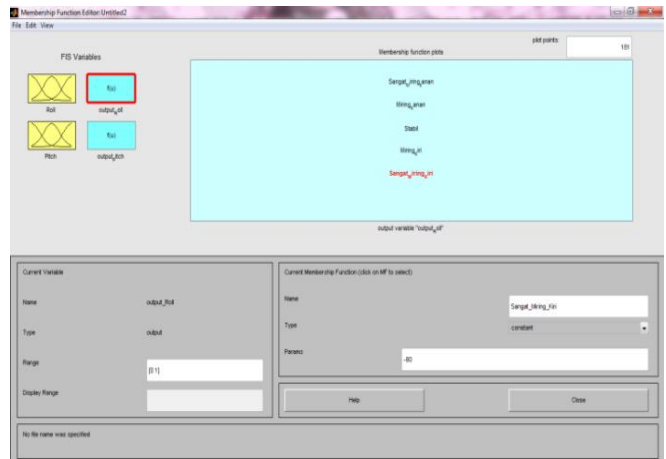 Membership Function Editor: Untitled2
File Edit View
FIS Variables
Membership function plots
plot points:
181
f(u)
Roll
output_Roll
f(u)
Pitch
output_Pitch
Sangat_Miring_Kanan
Miring_Kanan
Stabil
Miring_Kiri
Sangat_Miring_Kiri
output variable "output_Roll"
Current Variable
Name
output_Roll
Type
output
Range
[0 1]
Display Range
Current Membership Function (click on MF to select)
Name
Sangat_Miring_Kiri
Type
constant
Params
-80
Help
Close
No file name was specified